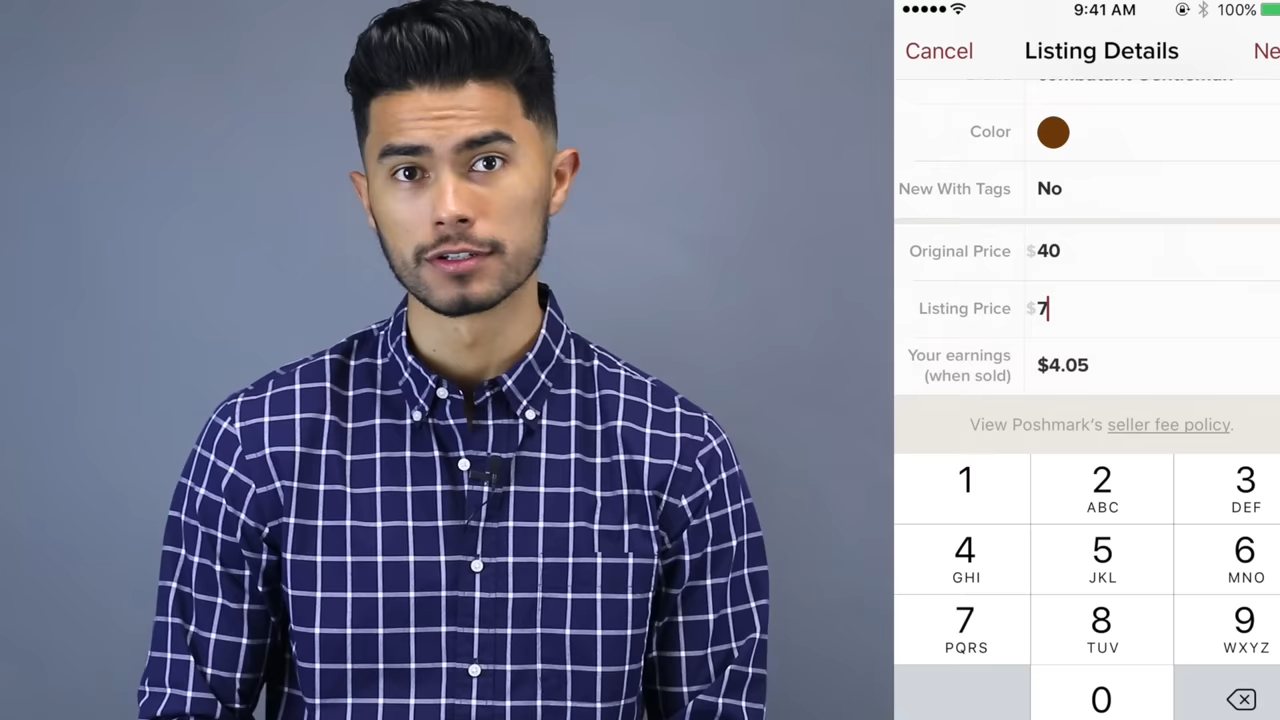 9:41 AM 100%
Cancel Listing Details Ne
Color
New With Tags No
Original Price $40
Listing Price $7
Your earnings
(when sold) $4.05
View Poshmark's seller fee policy.
1 2 3
ABC DEF
4 5 6
GHI JKL MNO
7 8 9
PQRS TUV WXYZ
0